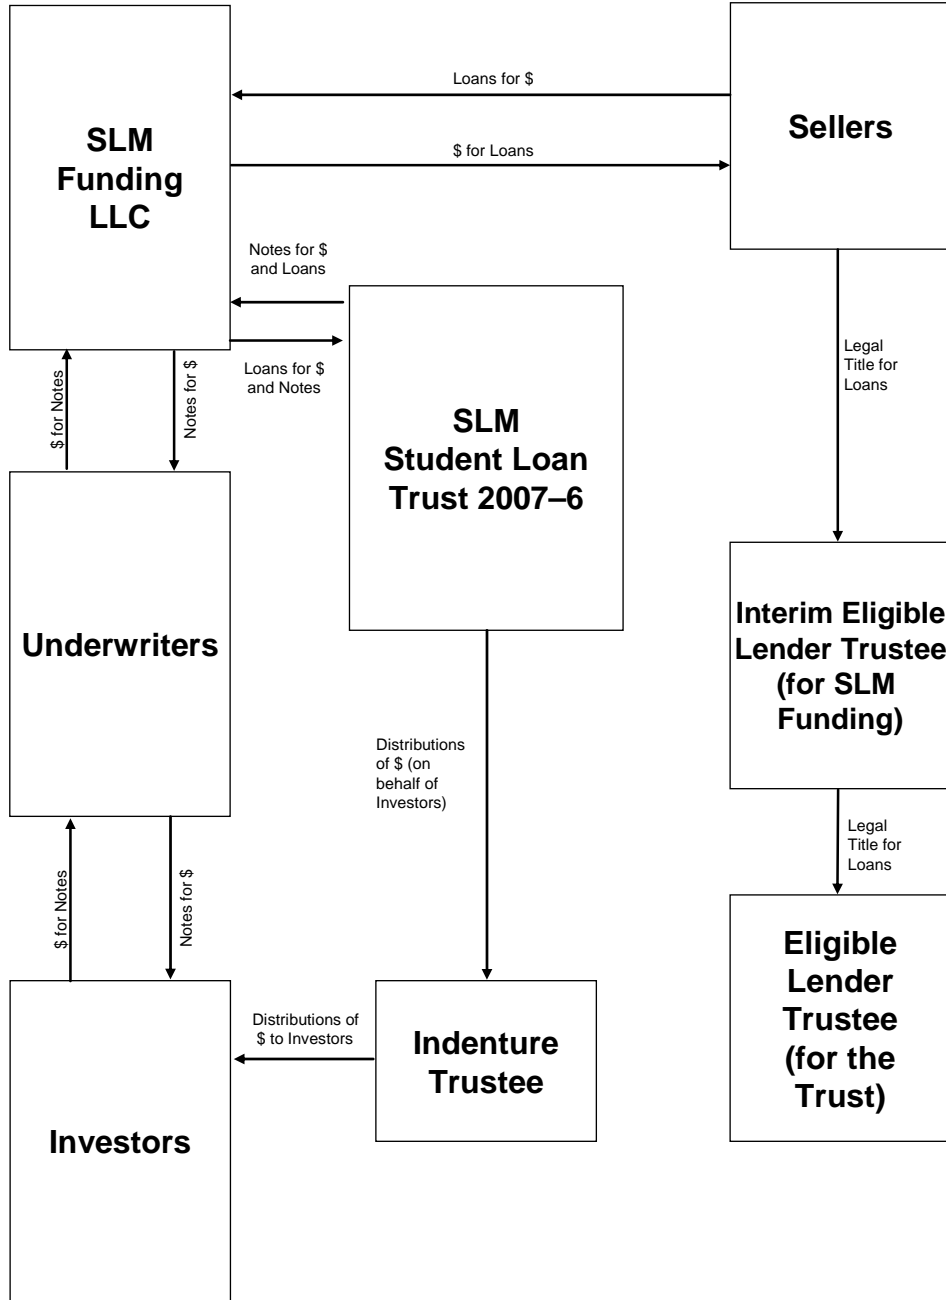 SLM
Funding
LLC
Loans for $
$ for Loans
Sellers
Notes for $
and Loans
Loans for $
and Notes
$ for Notes
Notes for $
SLM
Student Loan
Trust 2007–6
Legal
Title for
Loans
Underwriters
Interim Eligible
Lender Trustee
(for SLM
Funding)
Distributions
of $ (on
behalf of
Investors)
Legal
Title for
Loans
$ for Notes
Notes for $
Eligible
Lender
Trustee
(for the
Trust)
Distributions of
$ to Investors
Indenture
Trustee
Investors